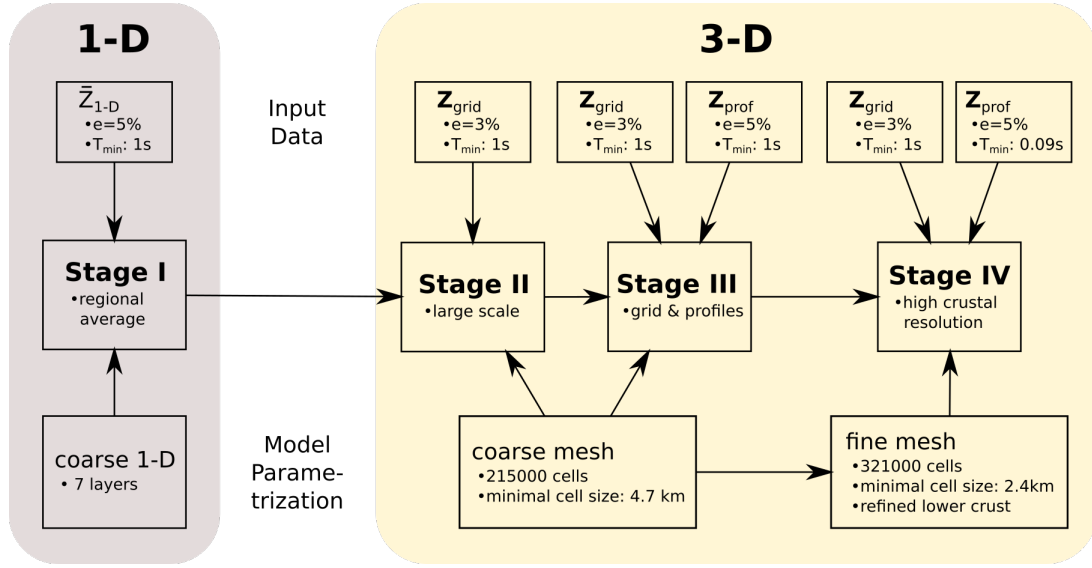 1-D
3-D
Input
Data
Z̄1-D
•e=5%
•Tmin: 1s
Zgrid
•e=3%
•Tmin: 1s
Zgrid
•e=3%
•Tmin: 1s
Zprof
•e=5%
•Tmin: 1s
Zgrid
•e=3%
•Tmin: 1s
Zprof
•e=5%
•Tmin: 0.09s
Stage I
•regional
average
Stage II
•large scale
Stage III
•grid & profiles
Stage IV
•high crustal
resolution
Model
Parame-
trization
coarse 1-D
• 7 layers
coarse mesh
•215000 cells
•minimal cell size: 4.7 km
fine mesh
•321000 cells
•minimal cell size: 2.4km
•refined lower crust